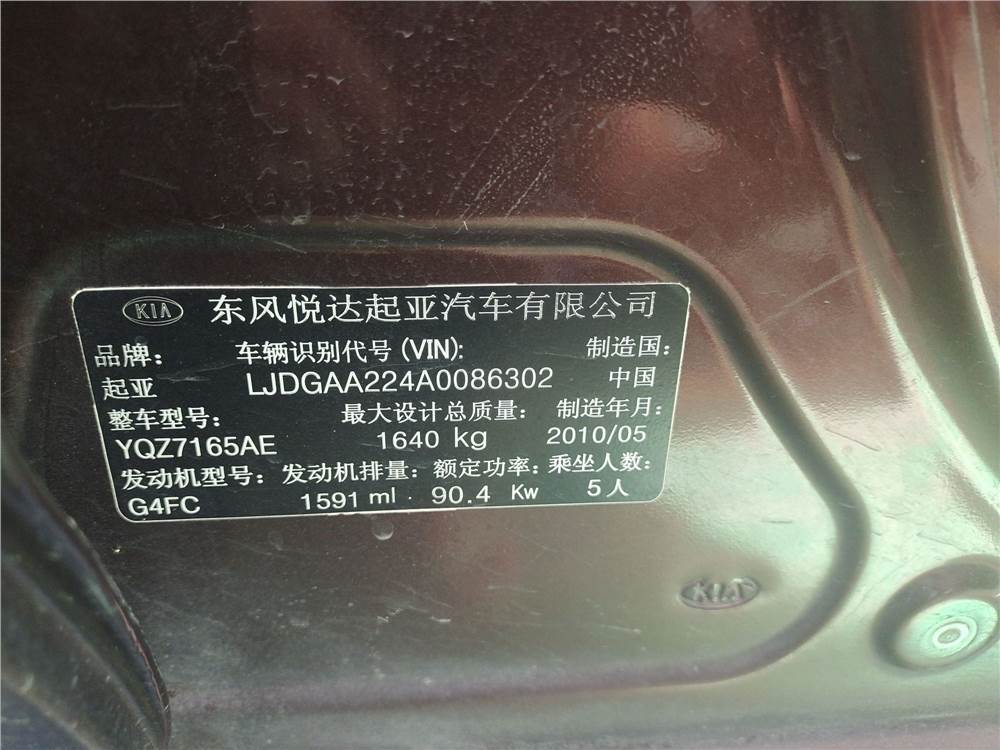 KIA 东风悦达起亚汽车有限公司
品牌： 车辆识别代号(VIN): 制造国：
起亚 LJDGAA224A0086302 中国
整车型号： 最大设计总质量： 制造年月：
YQZ7165AE 1640 kg 2010/05
发动机型号： 发动机排量： 额定功率： 乘坐人数：
G4FC 1591 ml 90.4 Kw 5人
KIA